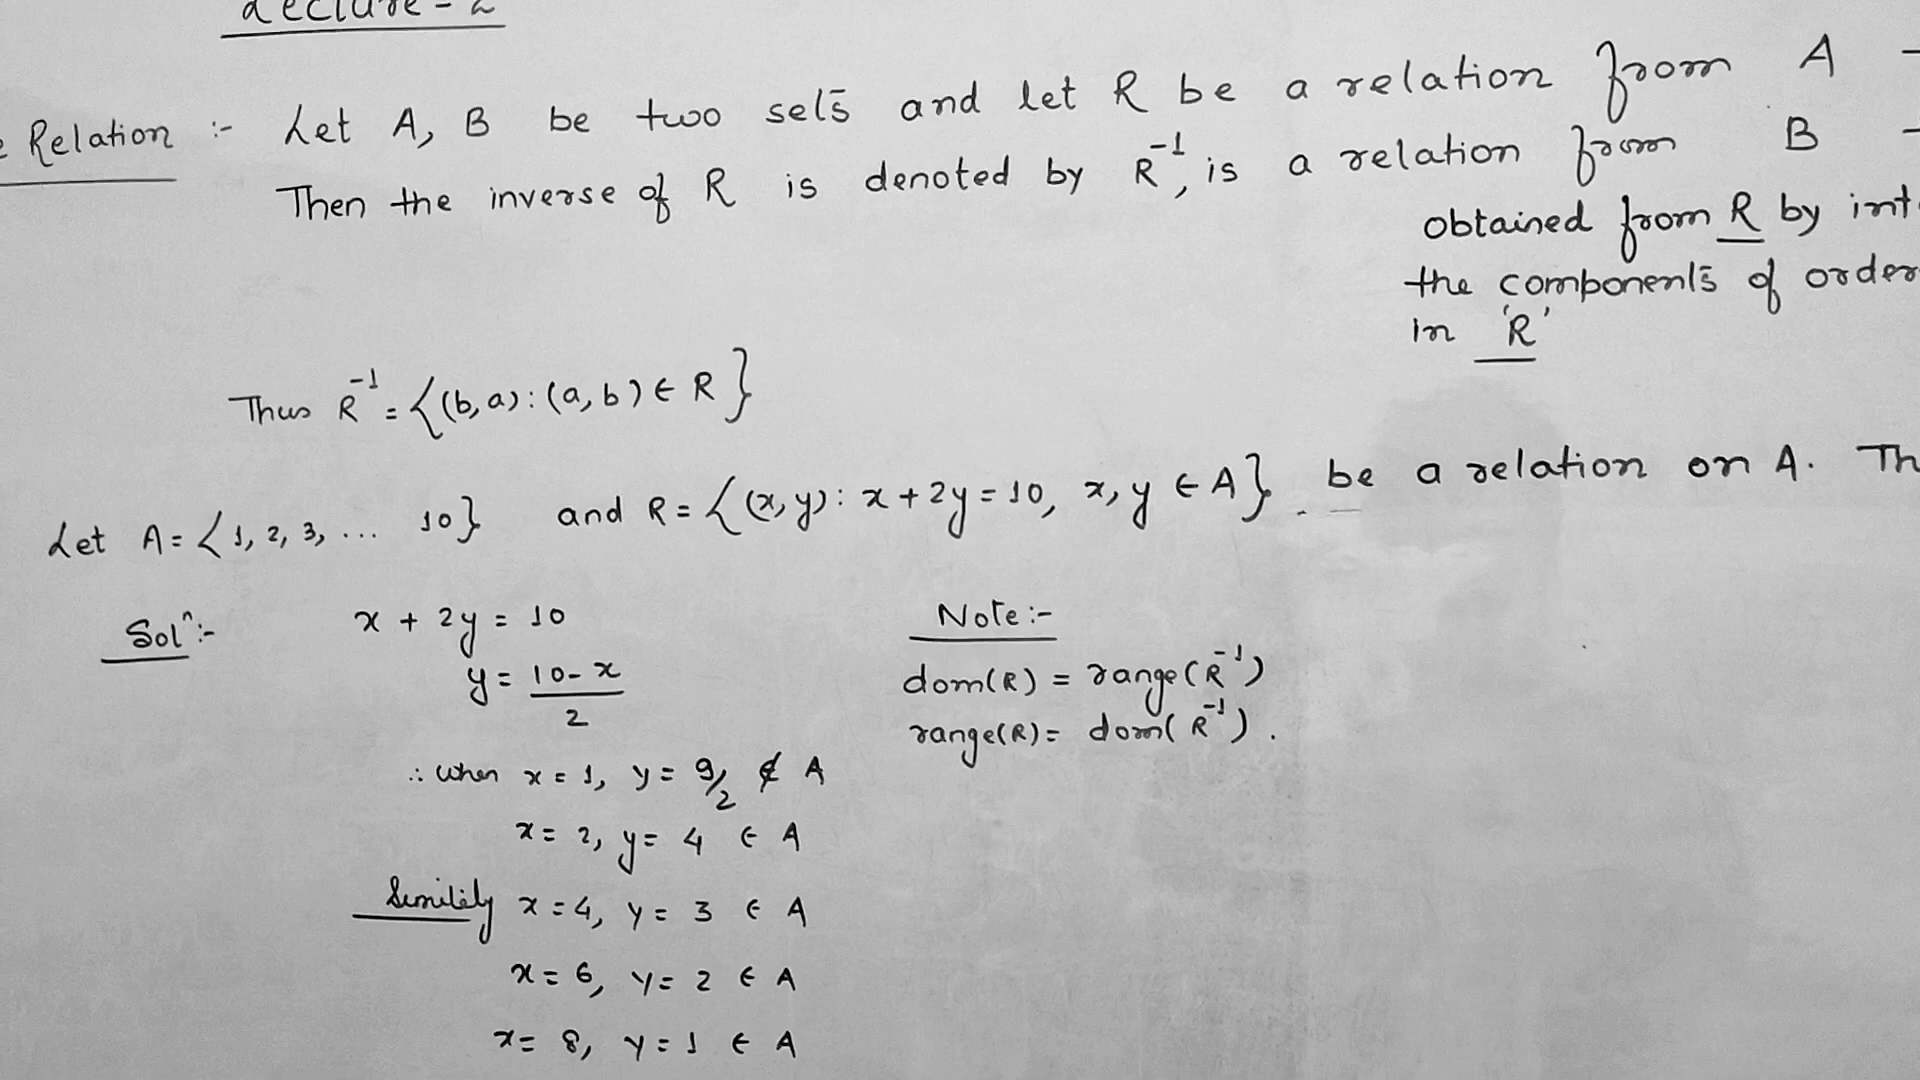 Lecture - 2
Relation :- Let A, B be two sets and let R be a relation from A -
Then the inverse of R is denoted by R⁻¹, is a relation from B -
obtained from R by int
the components of order
in 'R'
Thus R⁻¹ = {(b,a) : (a,b) ∈ R}
Let A = {1, 2, 3, ... 10} and R = {(x,y) : x + 2y = 10, x, y ∈ A} be a relation on A. Th
Solⁿ:- x + 2y = 10
y = (10 - x)/2
∴ when x = 1, y = 9/2 ∉ A
x = 2, y = 4 ∈ A
Similily x = 4, y = 3 ∈ A
x = 6, y = 2 ∈ A
x = 8, y = 1 ∈ A
Note :-
dom(R) = range(R⁻¹)
range(R) = dom(R⁻¹).